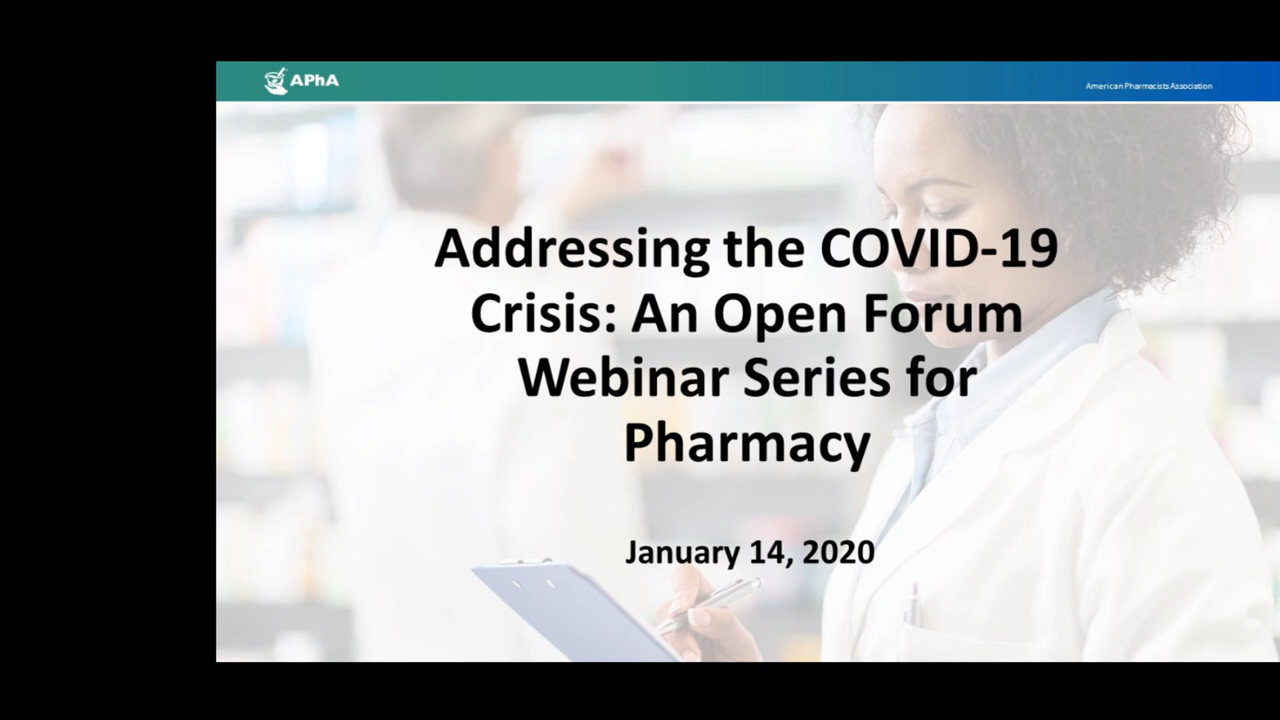 APhA
American Pharmacists Association
Addressing the COVID-19
Crisis: An Open Forum
Webinar Series for
Pharmacy
January 14, 2020